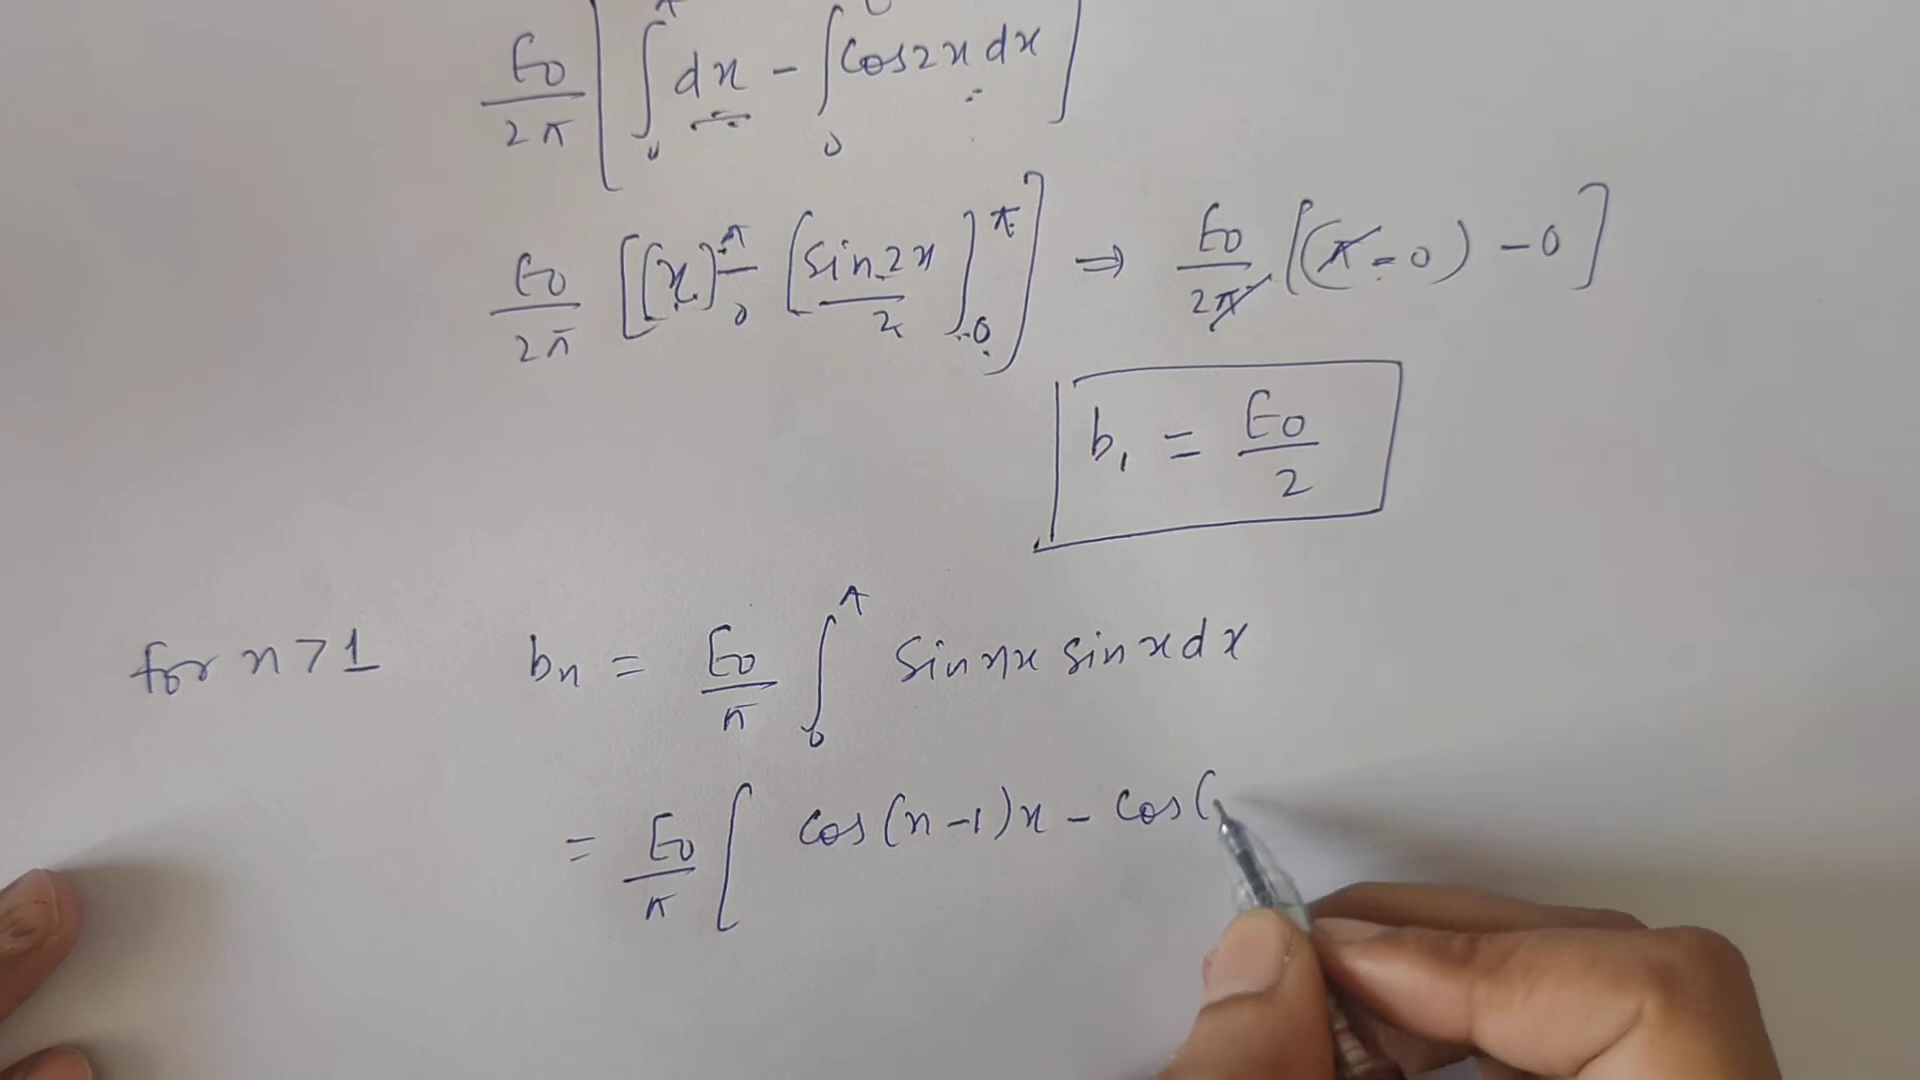 E0/2π [ ∫0^π dx - ∫0 cos2x dx ]
E0/2π [ [x]0^π - [sin2x/2]0^π ] ⇒ E0/2π [(π-0) -0]
b1 = E0/2
for n>1 bn = E0/π ∫0^π sin nx sin x dx
= E0/π ∫ cos(n-1)x - cos(